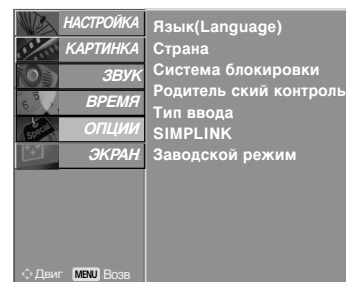 НАСТРОЙКА
КАРТИНКА
ЗВУК
ВРЕМЯ
ОПЦИИ
ЭКРАН
Язык(Language)
Страна
Система блокировки
Родитель ский контроль
Тип ввода
SIMPLINK
Заводской режим
Special
Двиг MENU Возв